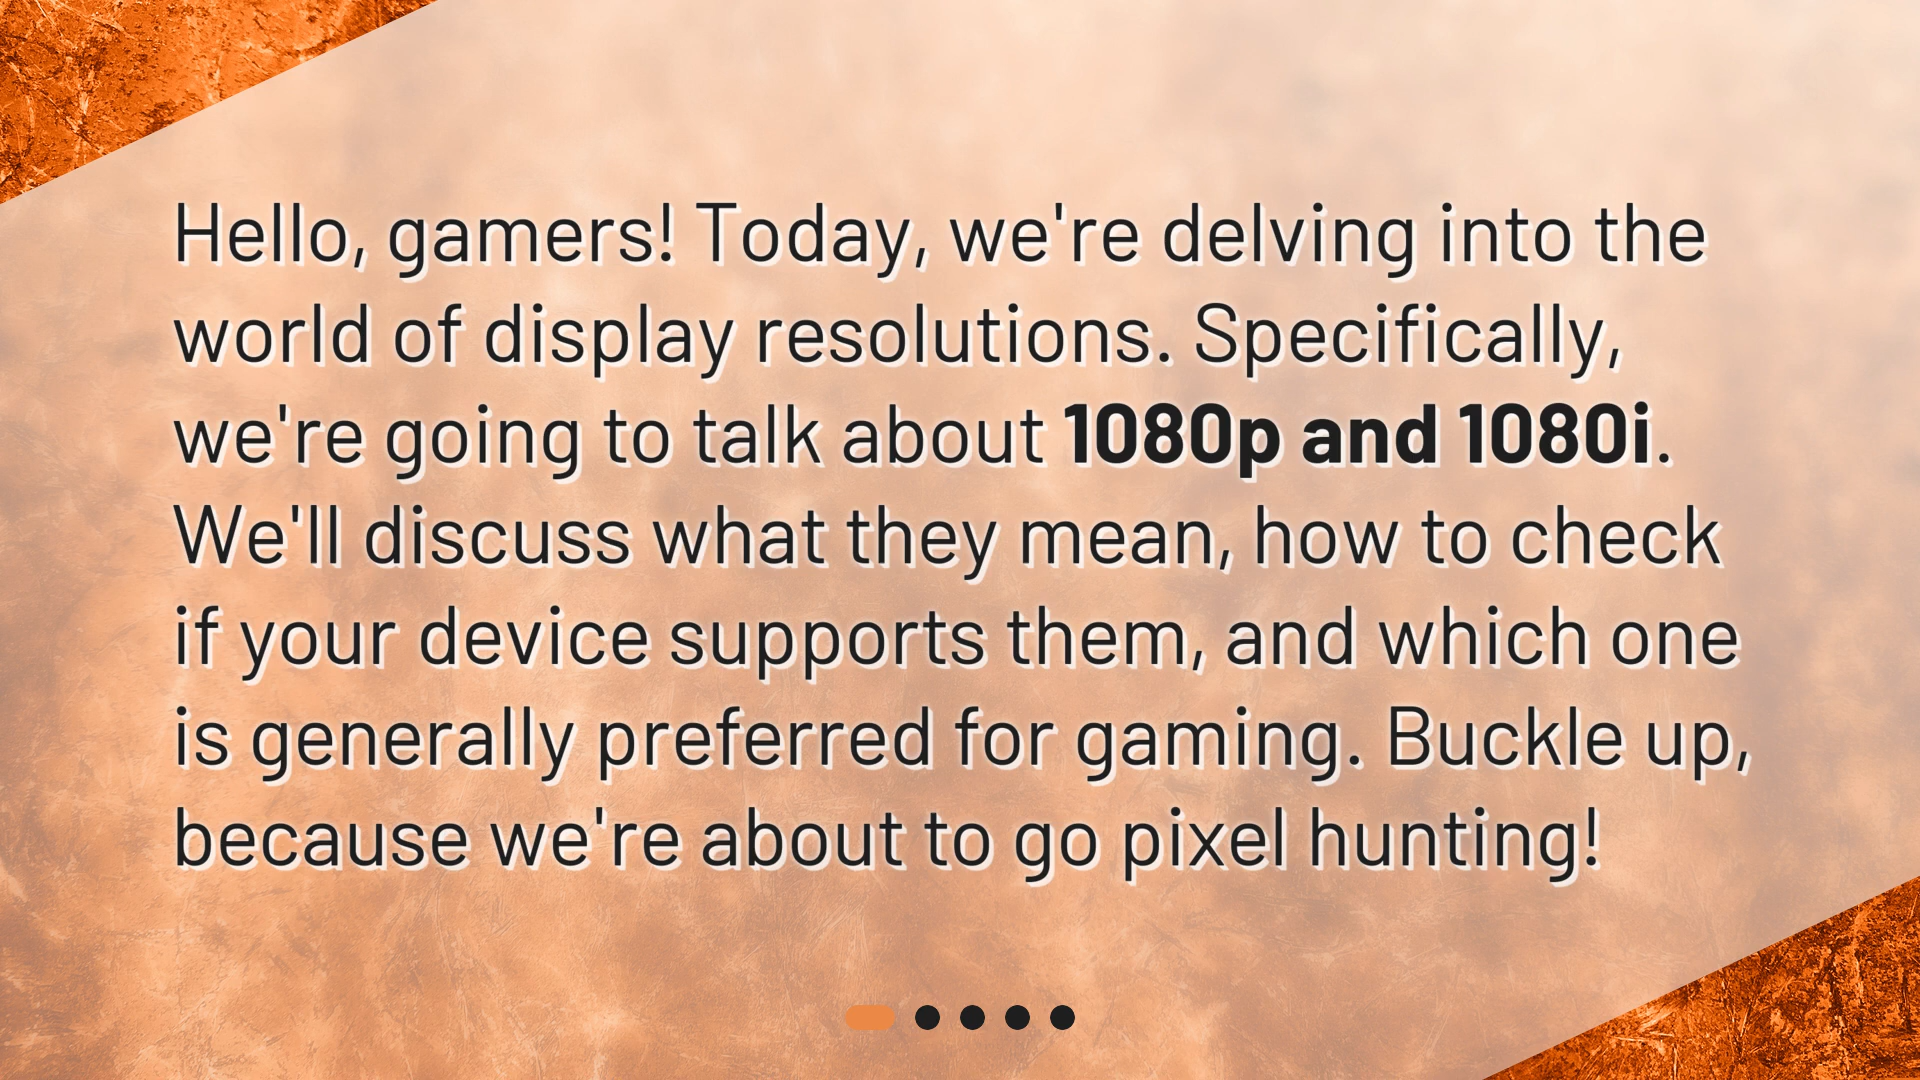 Hello, gamers! Today, we're delving into the
world of display resolutions. Specifically,
we're going to talk about 1080p and 1080i.
We'll discuss what they mean, how to check
if your device supports them, and which one
is generally preferred for gaming. Buckle up,
because we're about to go pixel hunting!